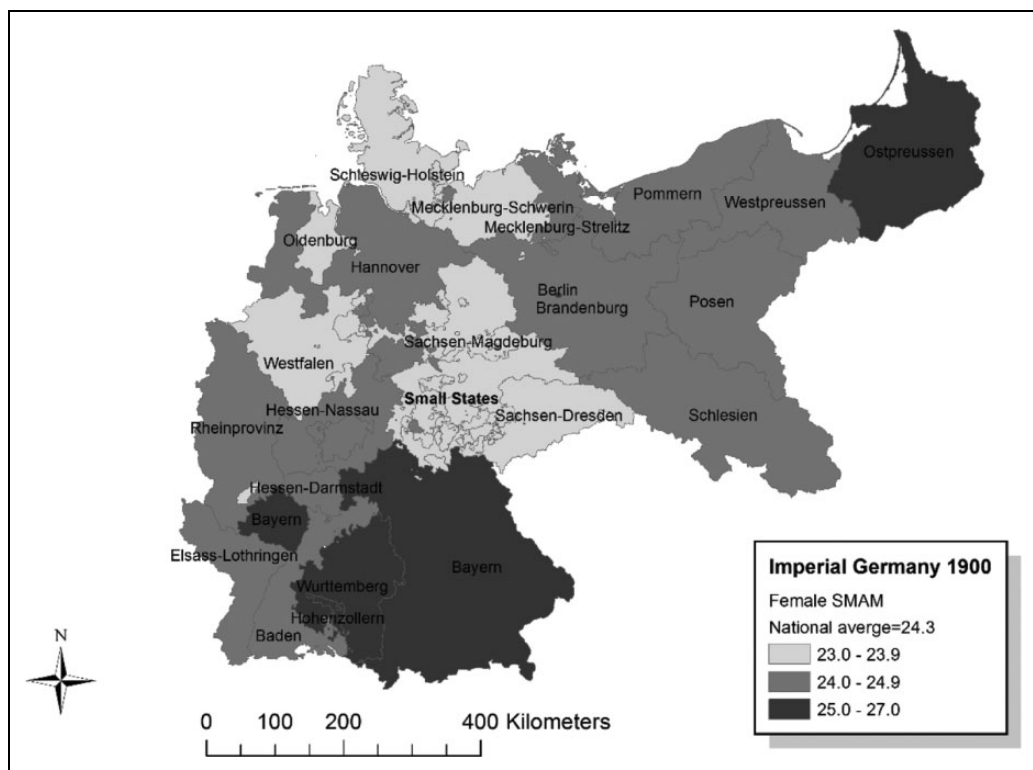 Ostpreussen
Schleswig-Holstein
Pommern
Westpreussen
Mecklenburg-Schwerin
Mecklenburg-Strelitz
Oldenburg
Hannover
Berlin
Brandenburg
Posen
Sachsen-Magdeburg
Westfalen
Small States
Hessen-Nassau
Sachsen-Dresden
Schlesien
Rheinprovinz
Hessen-Darmstadt
Bayern
Elsass-Lothringen
Bayern
Wurttemberg
Hohenzollern
Baden
Imperial Germany 1900
Female SMAM
National averge=24.3
23.0 - 23.9
24.0 - 24.9
25.0 - 27.0
N
0 100 200 400 Kilometers